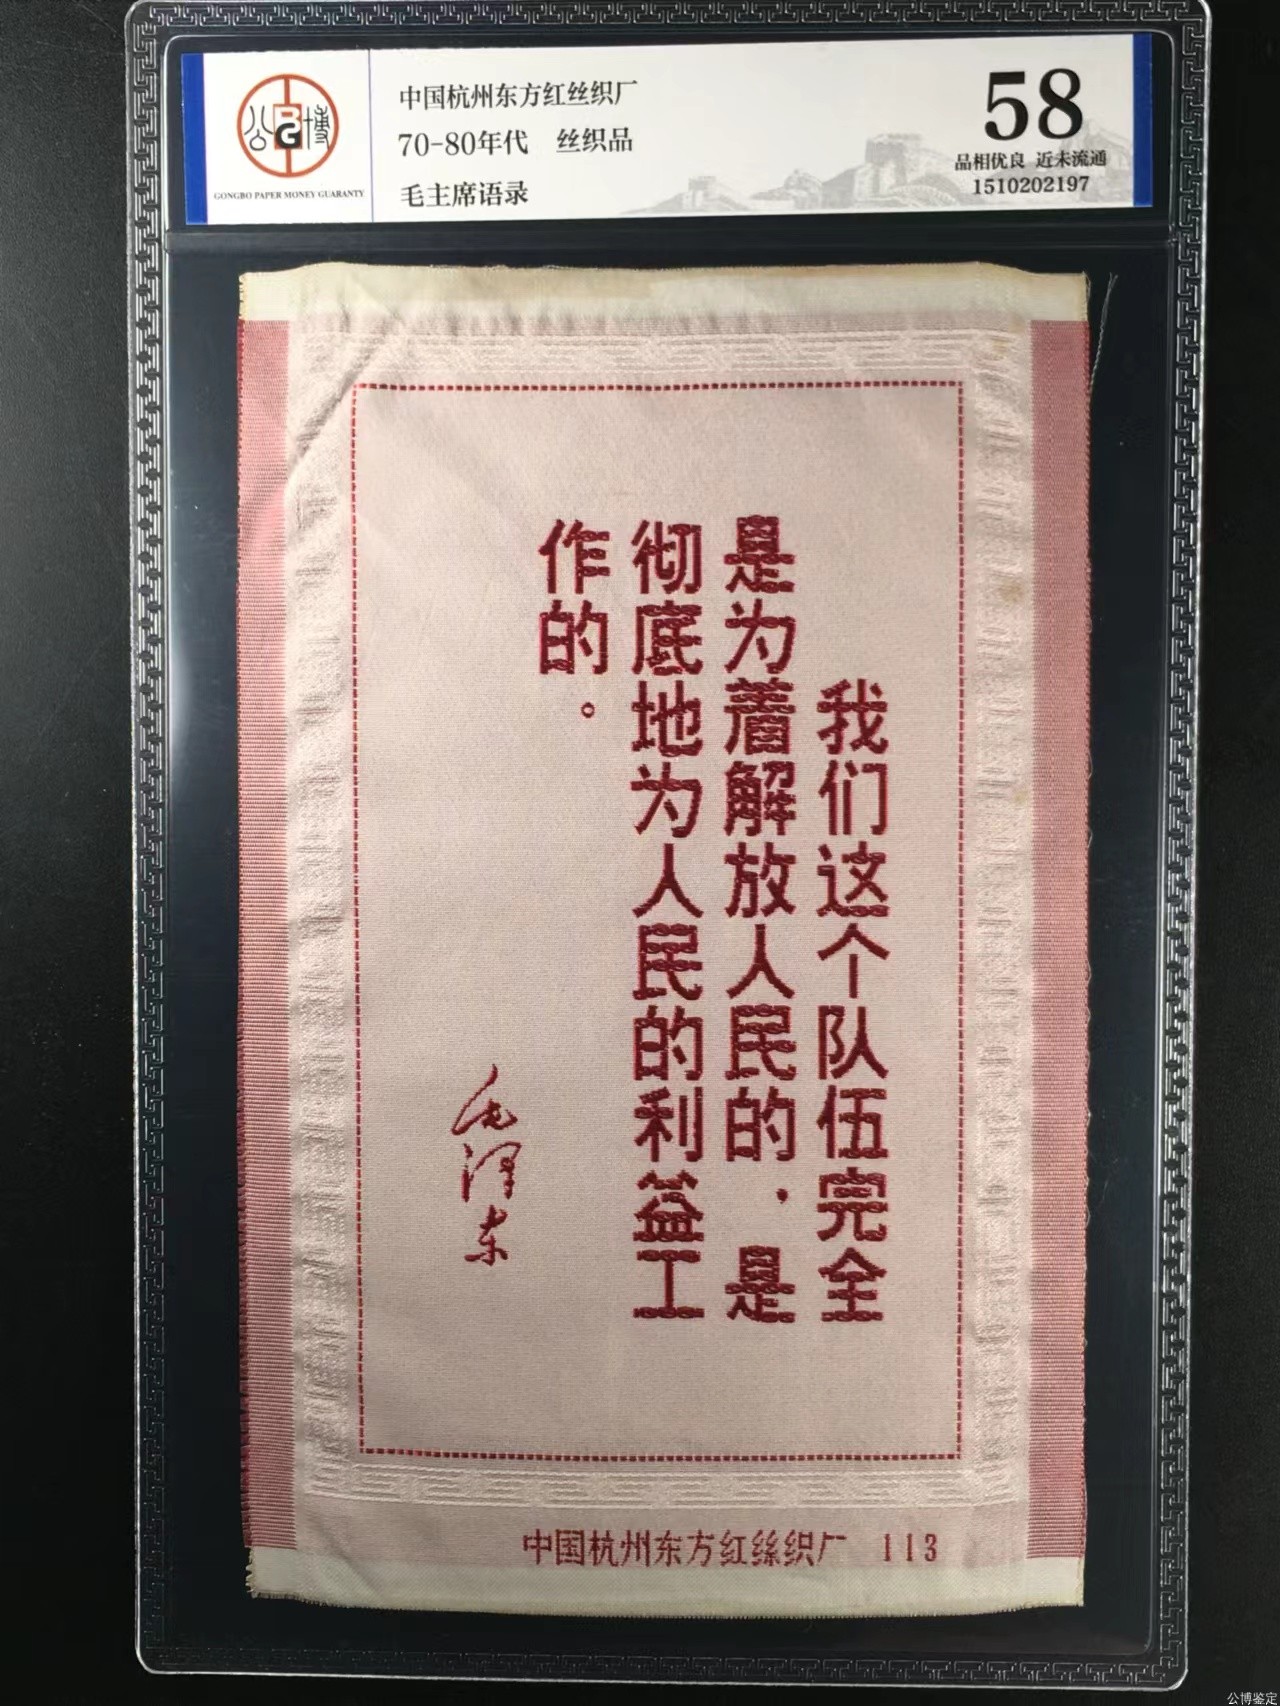 公博
BG
GONGBO PAPER MONEY GUARANTY
中国杭州东方红丝织厂
70-80年代 丝织品
毛主席语录
58
品相优良 近未流通
1510202197
我们这个队伍完全
是为着解放人民的．是
彻底地为人民的利益工
作的。
毛泽东
中国杭州东方红丝织厂 113
公博鉴定